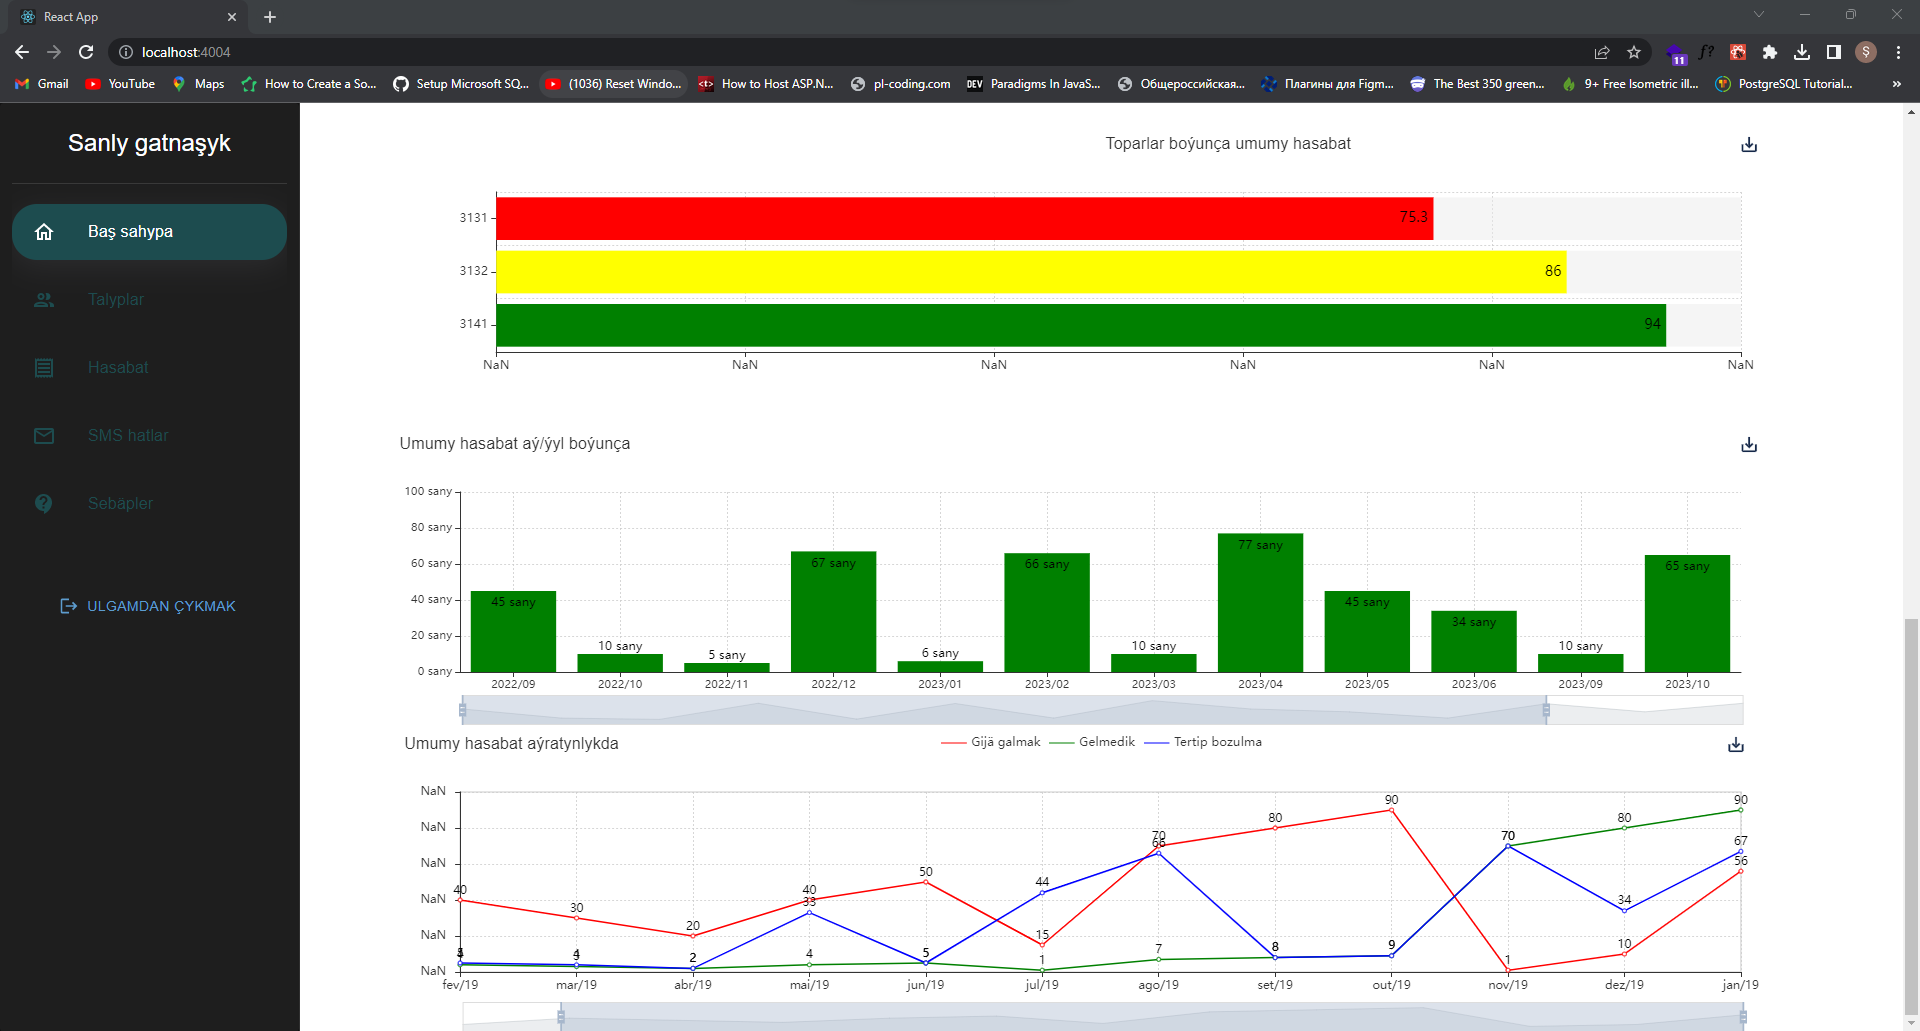 React App
localhost:4004
11
f?
Ş
Gmail
YouTube
Maps
How to Create a So...
Setup Microsoft SQ...
(1036) Reset Windo...
How to Host ASP.N...
pl-coding.com
DEV
Paradigms In JavaS...
Общероссийская...
Плагины для Figm...
The Best 350 green...
9+ Free Isometric ill...
PostgreSQL Tutorial...
»
Sanly gatnaşyk
Baş sahypa
Talyplar
Hasabat
SMS hatlar
Sebäpler
ULGAMDAN ÇYKMAK
Toparlar boýunça umumy hasabat
3131
75.3
3132
86
3141
94
NaN NaN NaN NaN NaN NaN
Umumy hasabat aý/ýyl boýunça
100 sany
80 sany
60 sany
40 sany
20 sany
0 sany
45 sany
10 sany
5 sany
67 sany
6 sany
66 sany
10 sany
77 sany
45 sany
34 sany
10 sany
65 sany
2022/09 2022/10 2022/11 2022/12 2023/01 2023/02 2023/03 2023/04 2023/05 2023/06 2023/09 2023/10
Umumy hasabat aýratynlykda
Gijä galmak
Gelmedik
Tertip bozulma
NaN
NaN
NaN
NaN
NaN
NaN
40 30 20 40 50 15 70 80 90 1 10 56
4 2 4 5 1 7 8 9 70 80 90
2 33 5 44 66 8 9 70 34 67
fev/19 mar/19 abr/19 mai/19 jun/19 jul/19 ago/19 set/19 out/19 nov/19 dez/19 jan/19